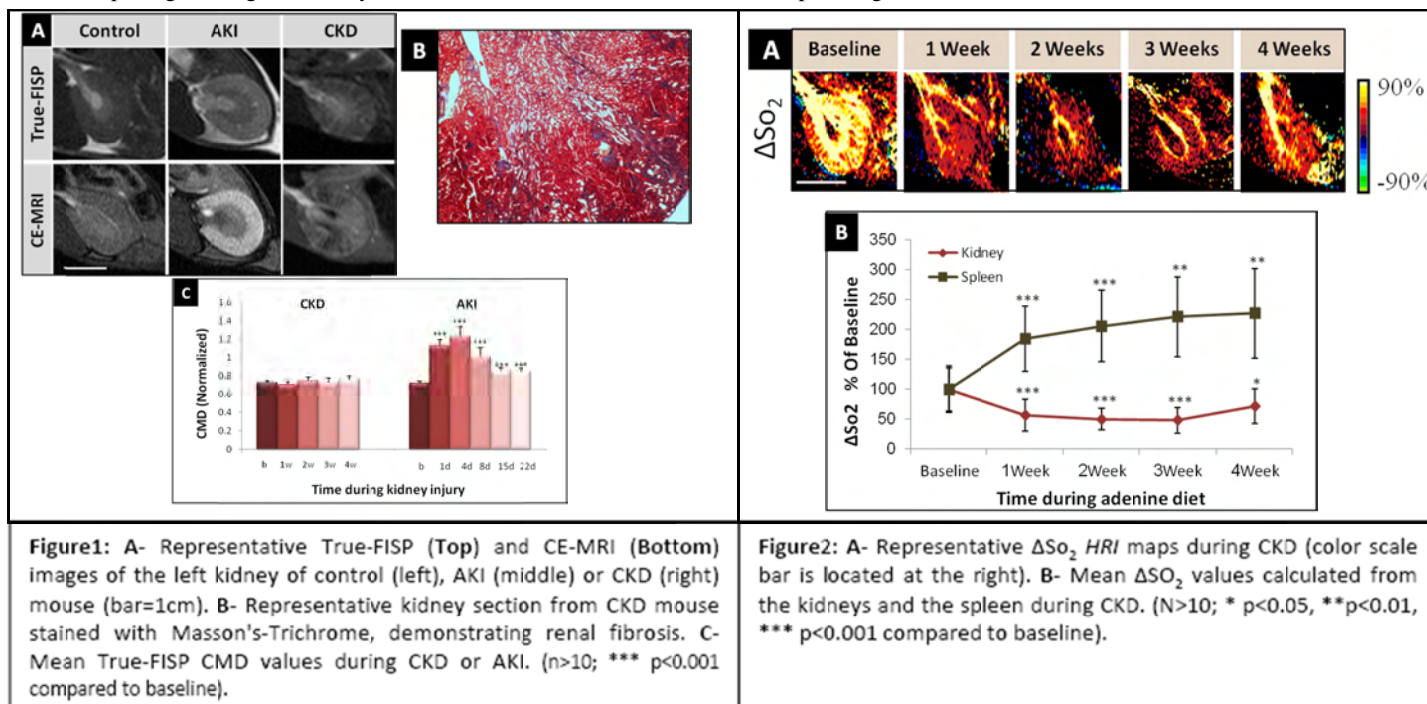 A
Control
AKI
CKD
True-FISP
CE-MRI
B
C
CKD
AKI
CMD (Normalized)
1.6
1.4
1.2
1
0.8
0.6
0.4
0.2
0
***
***
***
***
***
b 1w 2w 3w 4w
b 1d 4d 8d 15d 22d
Time during kidney injury
Figure1: A- Representative True-FISP (Top) and CE-MRI (Bottom)
images of the left kidney of control (left), AKI (middle) or CKD (right)
mouse (bar=1cm). B- Representative kidney section from CKD mouse
stained with Masson's-Trichrome, demonstrating renal fibrosis. C-
Mean True-FISP CMD values during CKD or AKI. (n>10; *** p<0.001
compared to baseline).
A
Baseline
1 Week
2 Weeks
3 Weeks
4 Weeks
ΔSo2
90%
-90%
B
ΔSo2 % Of Baseline
350
300
250
200
150
100
50
0
Kidney
Spleen
***
***
**
**
***
***
***
*
Baseline 1Week 2Week 3Week 4Week
Time during adenine diet
Figure2: A- Representative ΔSo2 HRI maps during CKD (color scale
bar is located at the right). B- Mean ΔSO2 values calculated from
the kidneys and the spleen during CKD. (N>10; * p<0.05, **p<0.01,
*** p<0.001 compared to baseline).